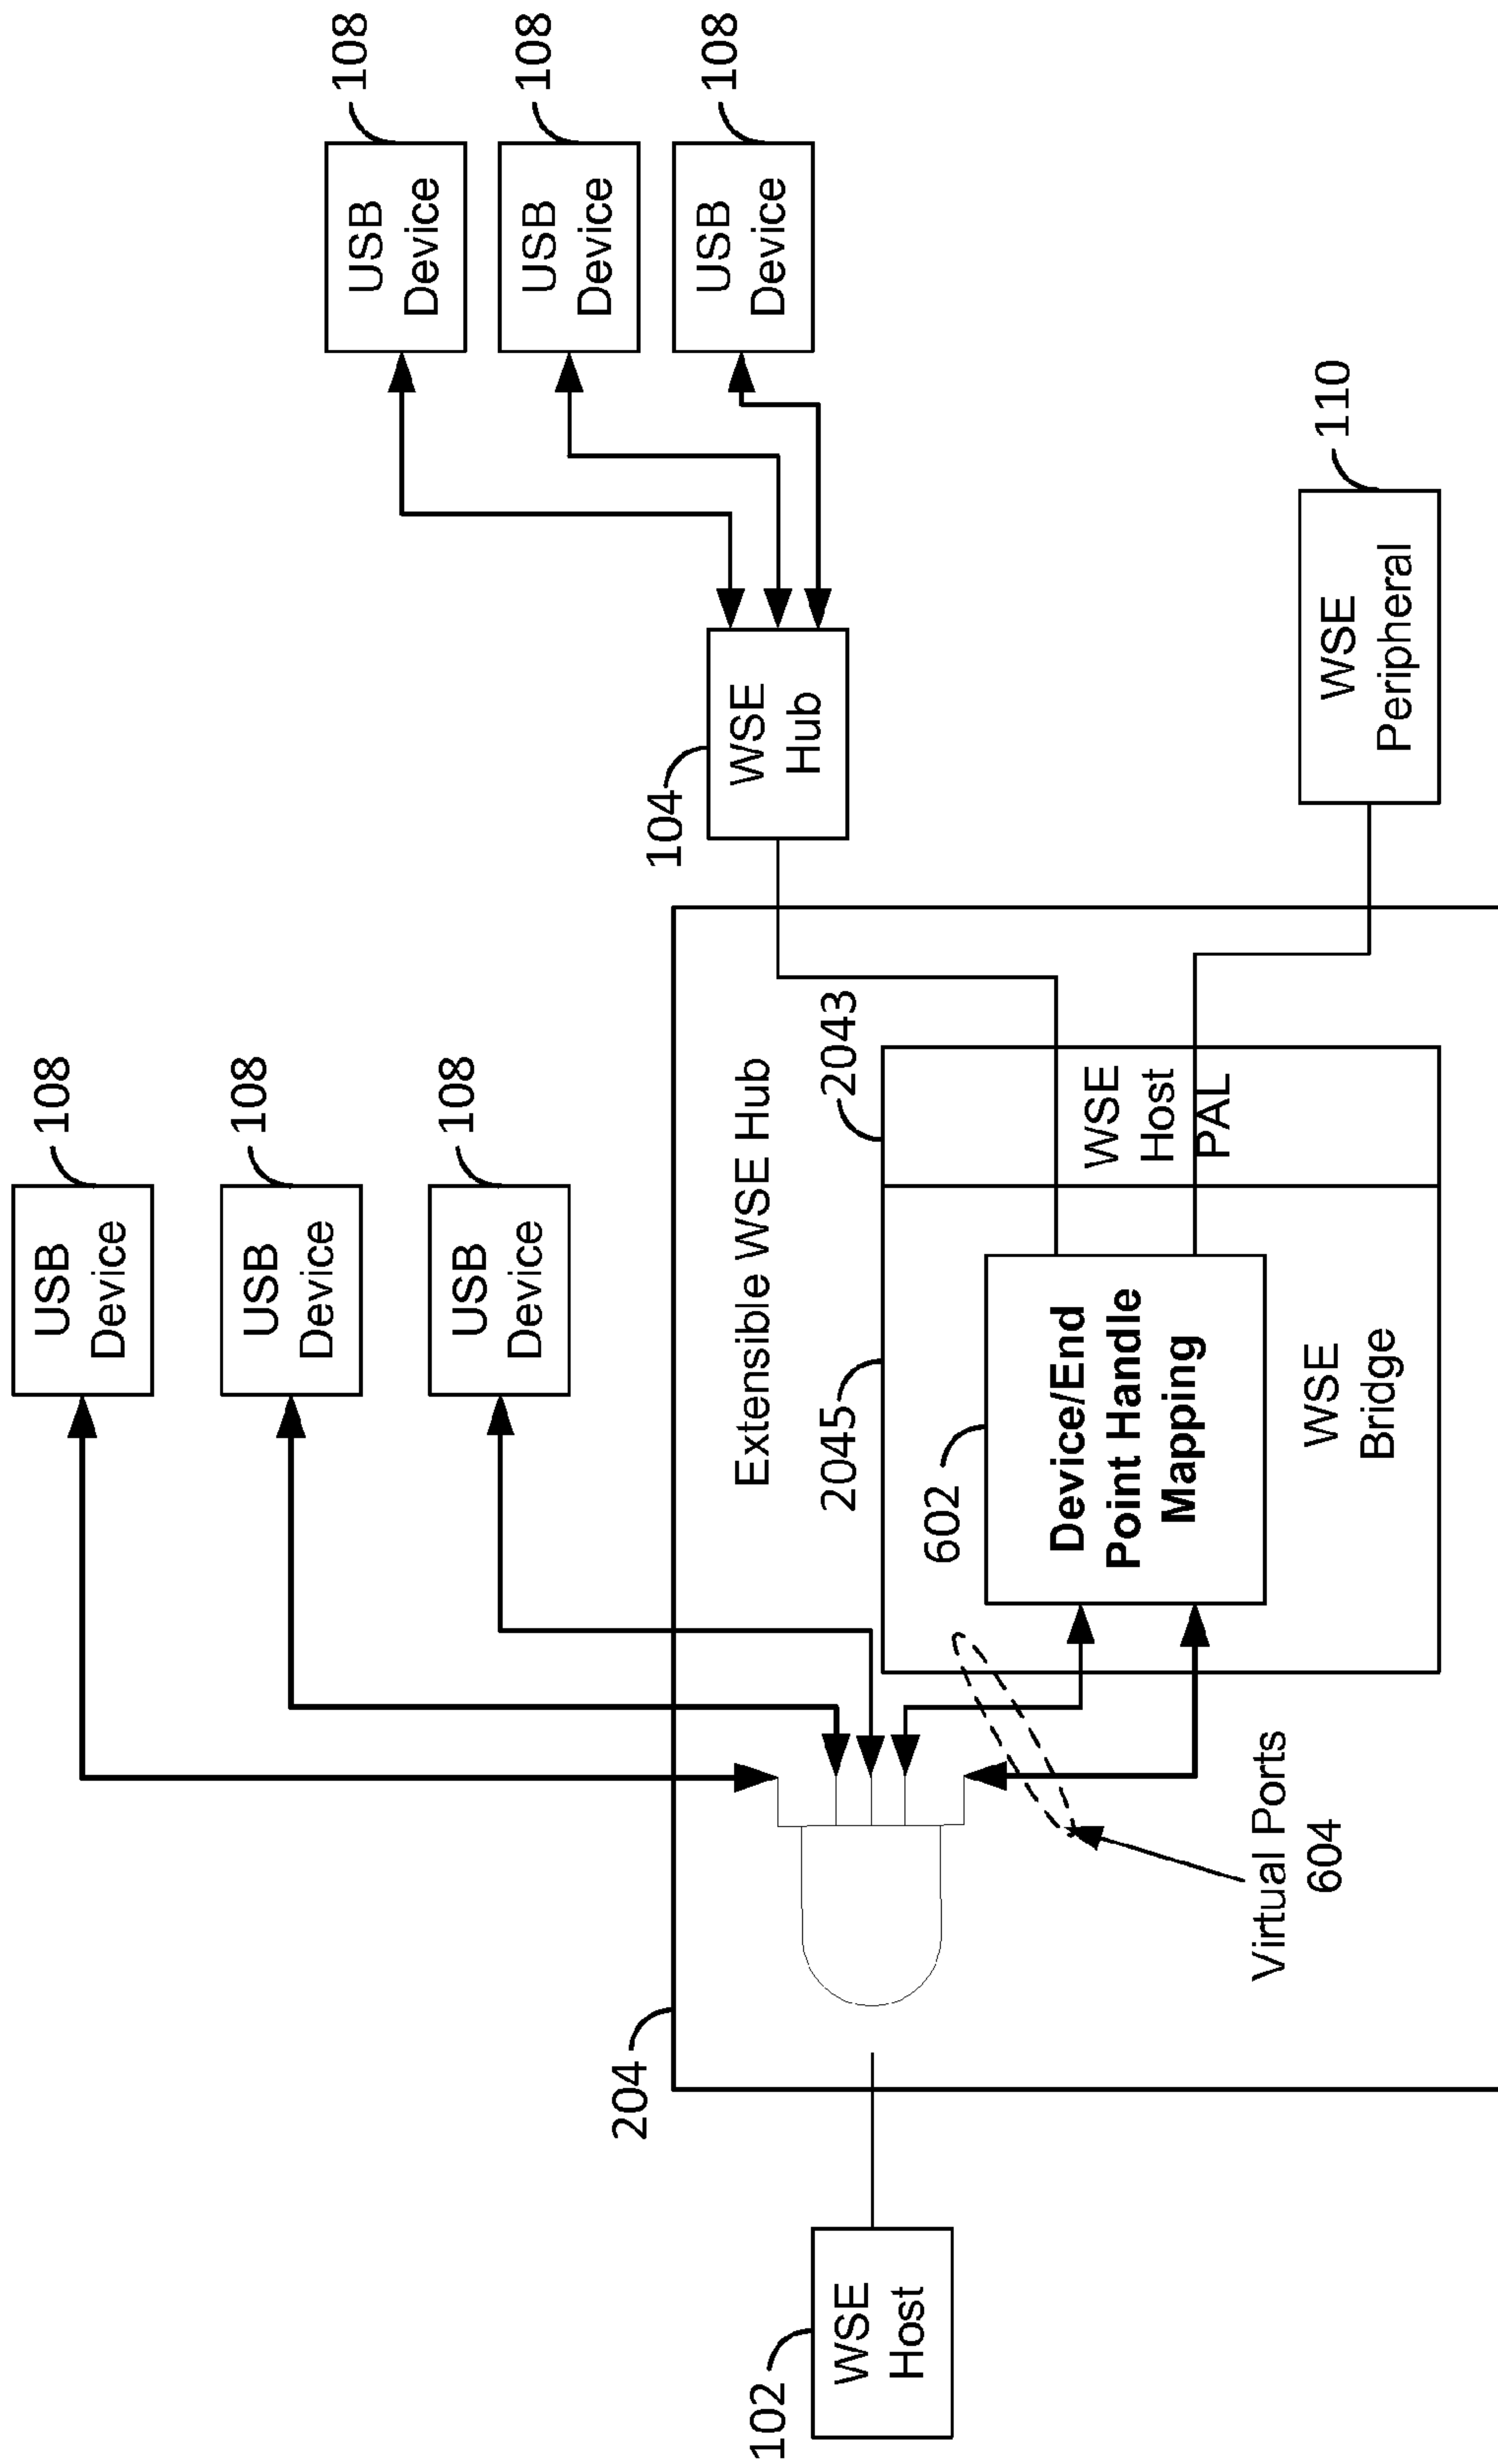 108
USB
Device
108
USB
Device
108
USB
Device
108
USB
Device
108
USB
Device
108
USB
Device
104
WSE
Hub
110
WSE
Peripheral
204
Extensible WSE Hub
2045
2043
602
Device/End
Point Handle
Mapping
WSE
Bridge
WSE
Host
PAL
Virtual Ports
604
102
WSE
Host